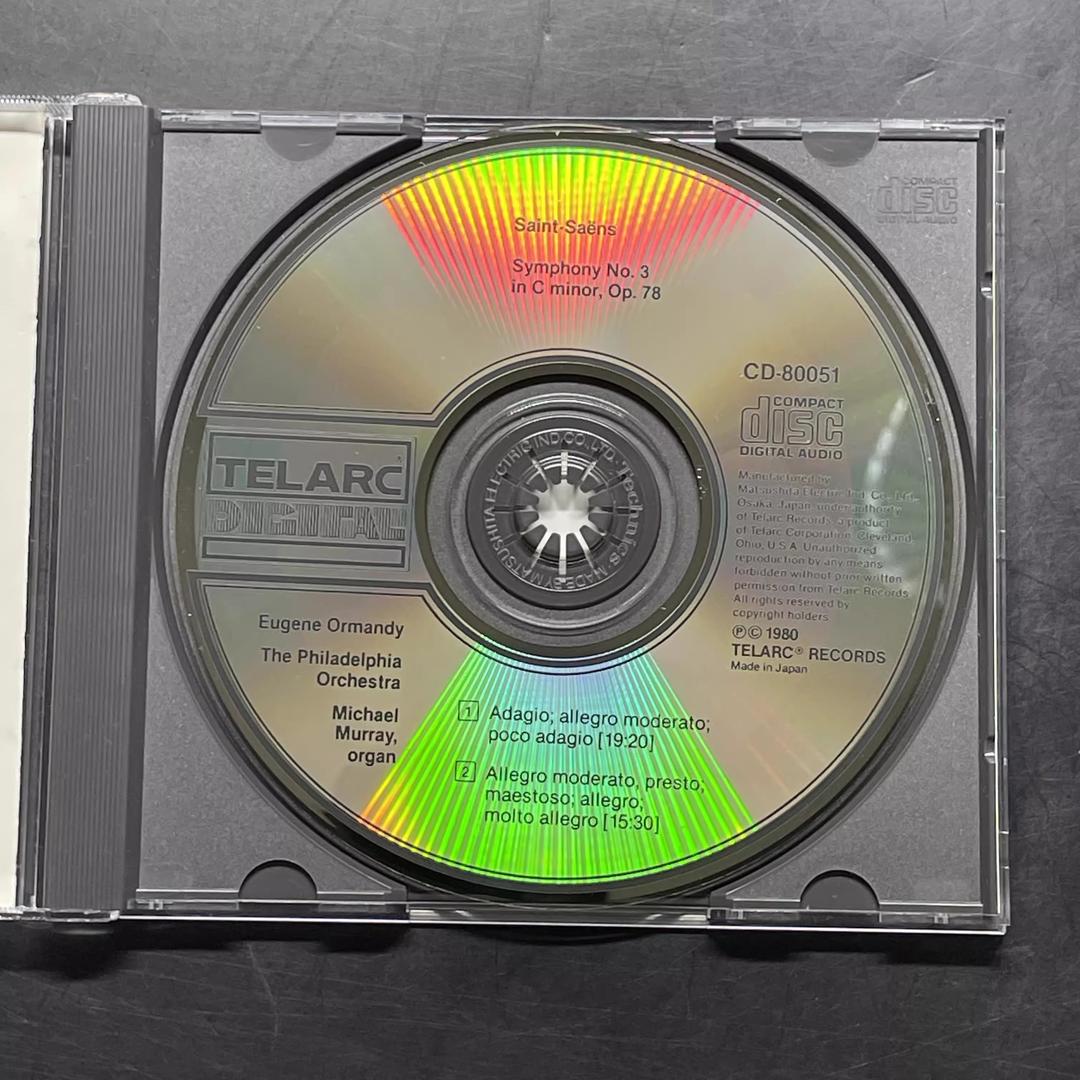 Saint-Saëns
Symphony No. 3
in C minor, Op. 78
COMPACT
disc
DIGITAL AUDIO
CD-80051
COMPACT
disc
DIGITAL AUDIO
TELARC®
DIGITAL
MADE BY MATSUSHITA ELECTRIC IND. CO., LTD. Technics
Manufactured by
Matsushita Electric Ind. Co., Ltd.,
Osaka, Japan, under authority
of Telarc Records, a product
of Telarc Corporation, Cleveland,
Ohio, U.S.A. Unauthorized
reproduction by any means
forbidden without prior written
permission from Telarc Records.
All rights reserved by
copyright holders.
℗ © 1980
TELARC® RECORDS
Made in Japan
Eugene Ormandy
The Philadelphia
Orchestra
Michael
Murray,
organ
1 Adagio; allegro moderato;
poco adagio [19:20]
2 Allegro moderato, presto;
maestoso; allegro;
molto allegro [15:30]